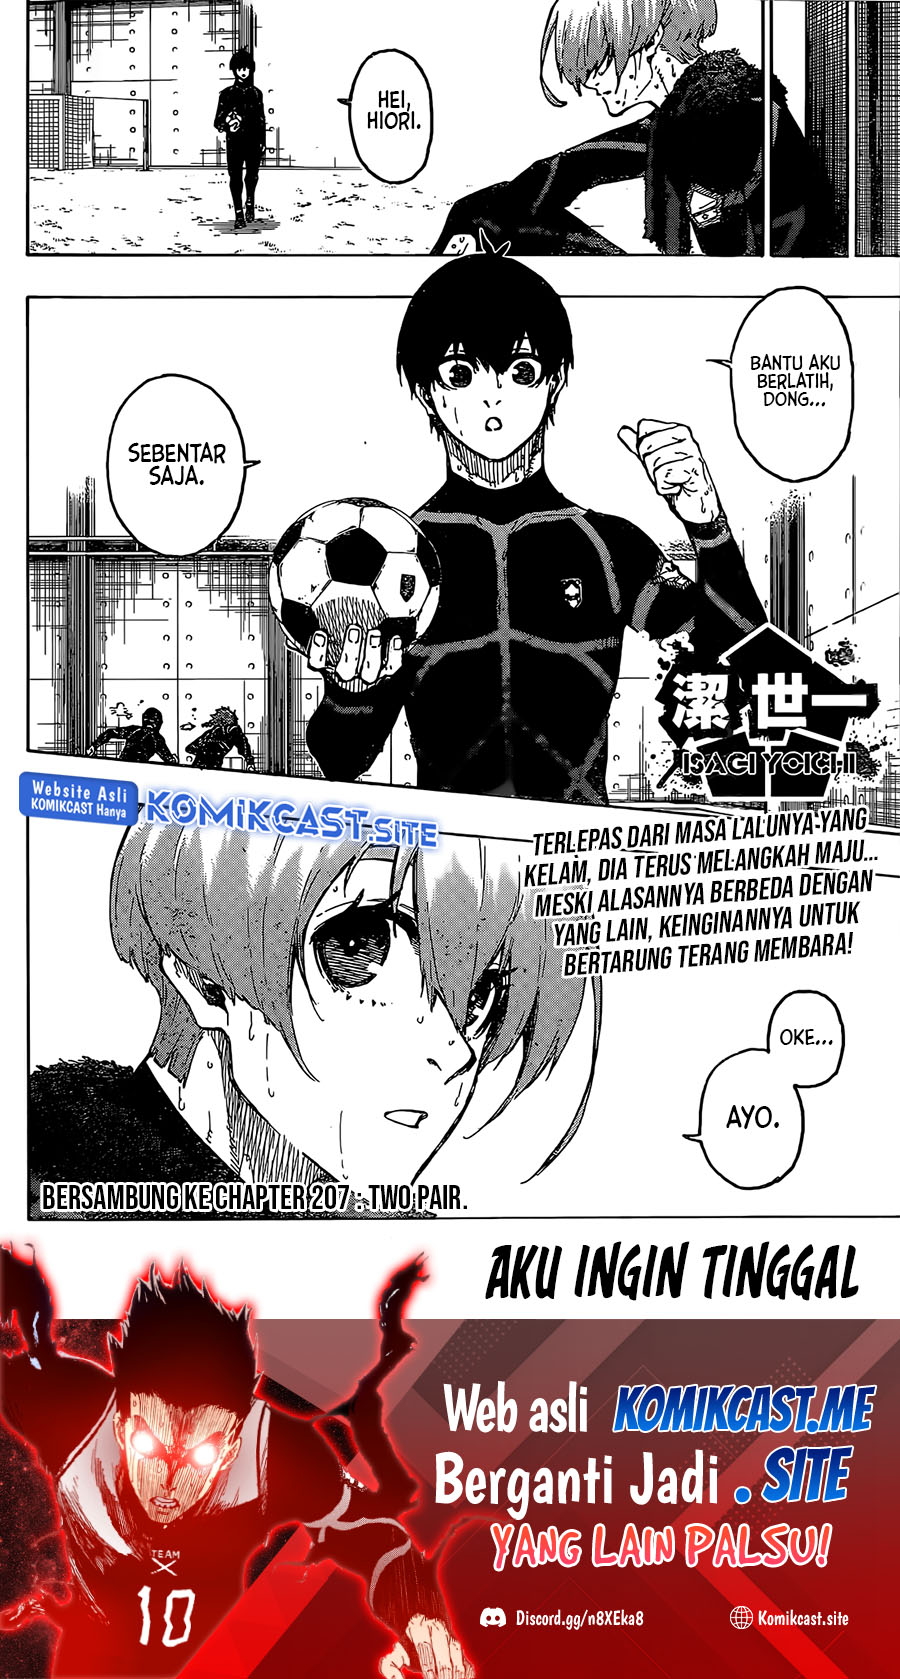 HEI,
HIORI.
BANTU AKU
BERLATIH,
DONG...
SEBENTAR
SAJA.
潔 世一
ISAGI YOICHI
Website Asli
KOMIKCAST Hanya
KOMIKCAST.SITE
TERLEPAS DARI MASA LALUNYA YANG
KELAM, DIA TERUS MELANGKAH MAJU...
MESKI ALASANNYA BERBEDA DENGAN
YANG LAIN, KEINGINANNYA UNTUK
BERTARUNG TERANG MEMBARA!
OKE...
AYO.
BERSAMBUNG KE CHAPTER 207 : TWO PAIR.
AKU INGIN TINGGAL
Web asli KOMIKCAST.ME
Berganti Jadi .SITE
YANG LAIN PALSU!
TEAM
X
10
Discord.gg/n8XEka8
Komikcast.site